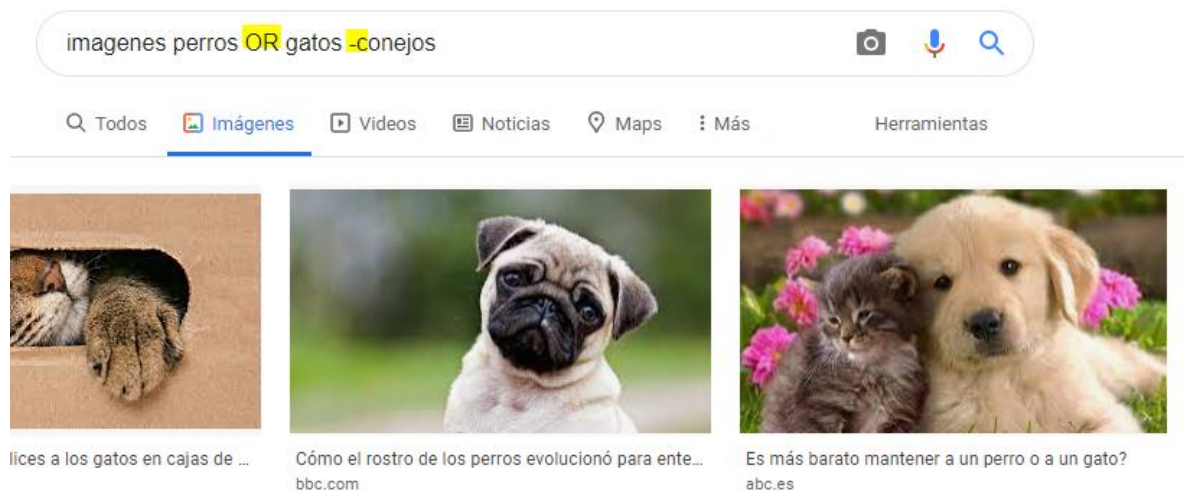 imagenes perros OR gatos -conejos
Todos Imágenes Videos Noticias Maps Más Herramientas
lices a los gatos en cajas de ...
Cómo el rostro de los perros evolucionó para ente...
bbc.com
Es más barato mantener a un perro o a un gato?
abc.es